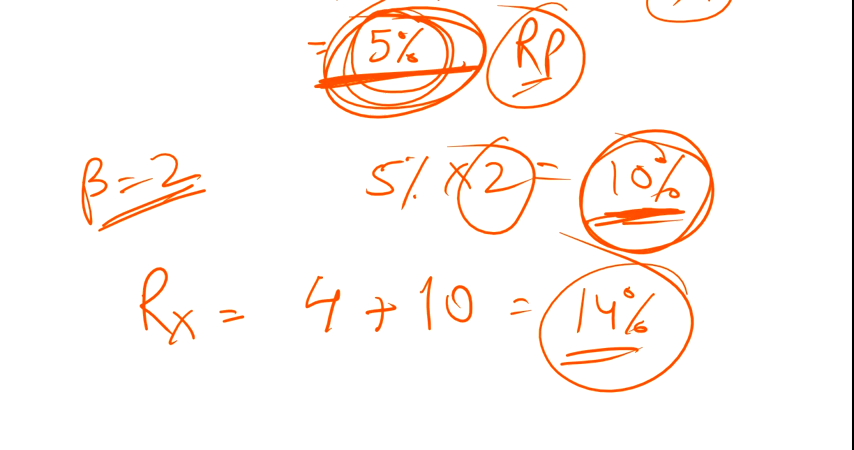 = 5% RP
β=2 5% x 2 = 10%
Rx = 4 + 10 = 14%